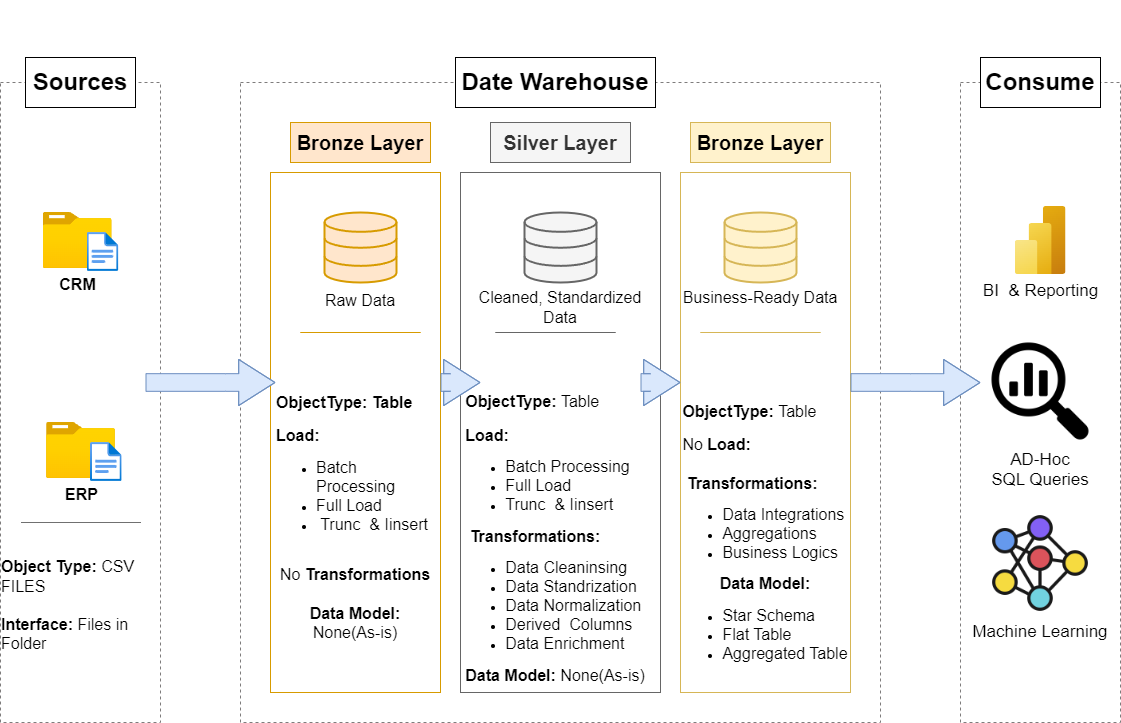 Sources
CRM
ERP
Object Type: CSV
FILES
Interface: Files in
Folder
Date Warehouse
Bronze Layer
Raw Data
ObjectType: Table
Load:
Batch
Processing
Full Load
Trunc & Iinsert
No Transformations
Data Model:
None(As-is)
Silver Layer
Cleaned, Standardized
Data
ObjectType: Table
Load:
Batch Processing
Full Load
Trunc & Iinsert
Transformations:
Data Cleaninsing
Data Standrization
Data Normalization
Derived Columns
Data Enrichment
Data Model: None(As-is)
Bronze Layer
Business-Ready Data
ObjectType: Table
No Load:
Transformations:
Data Integrations
Aggregations
Business Logics
Data Model:
Star Schema
Flat Table
Aggregated Table
Consume
BI & Reporting
AD-Hoc
SQL Queries
Machine Learning